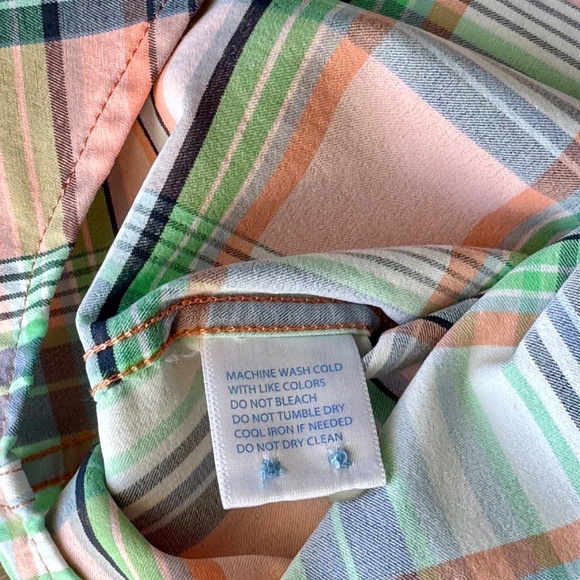 MACHINE WASH COLD
WITH LIKE COLORS
DO NOT BLEACH
DO NOT TUMBLE DRY
COOL IRON IF NEEDED
DO NOT DRY CLEAN